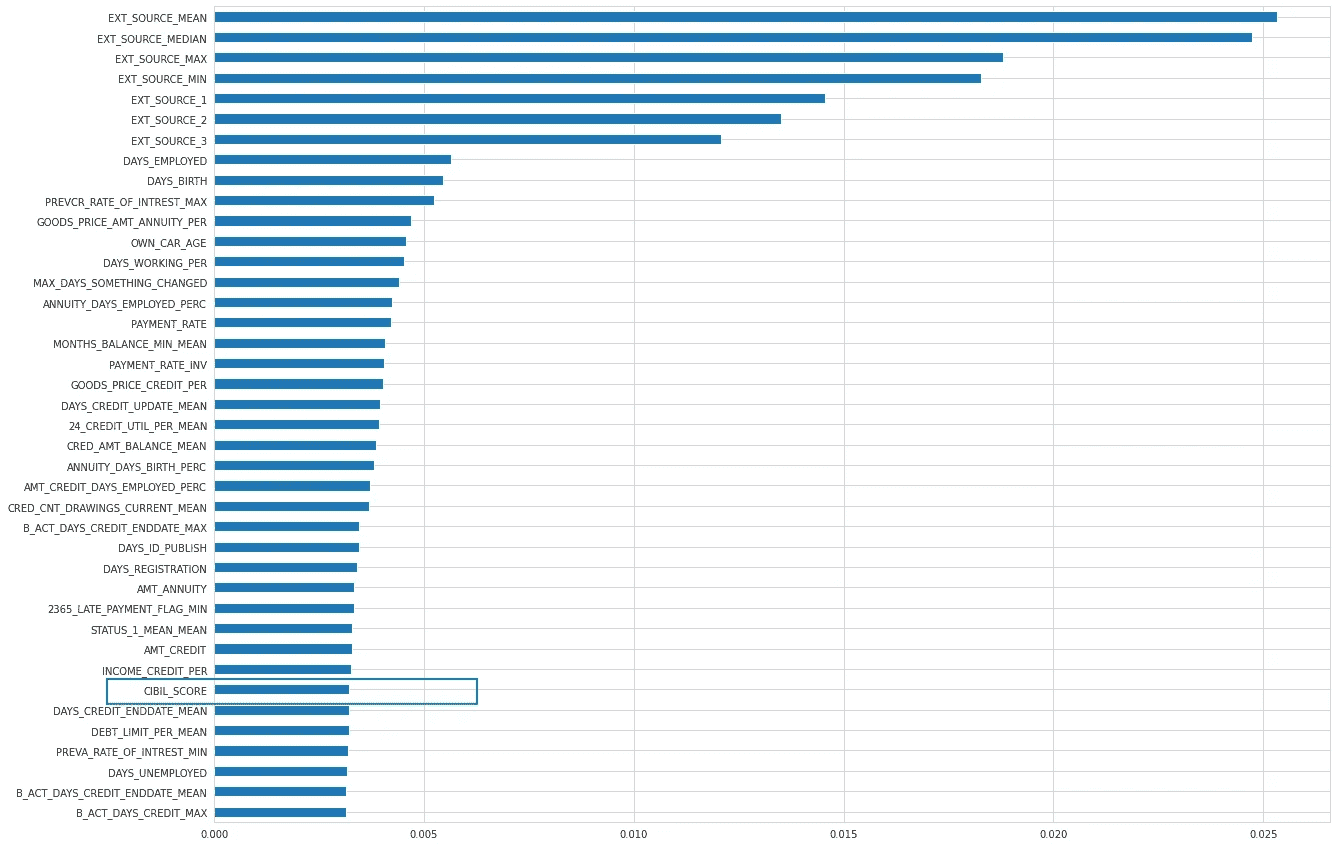 EXT_SOURCE_MEAN
EXT_SOURCE_MEDIAN
EXT_SOURCE_MAX
EXT_SOURCE_MIN
EXT_SOURCE_1
EXT_SOURCE_2
EXT_SOURCE_3
DAYS_EMPLOYED
DAYS_BIRTH
PREVCR_RATE_OF_INTREST_MAX
GOODS_PRICE_AMT_ANNUITY_PER
OWN_CAR_AGE
DAYS_WORKING_PER
MAX_DAYS_SOMETHING_CHANGED
ANNUITY_DAYS_EMPLOYED_PERC
PAYMENT_RATE
MONTHS_BALANCE_MIN_MEAN
PAYMENT_RATE_INV
GOODS_PRICE_CREDIT_PER
DAYS_CREDIT_UPDATE_MEAN
24_CREDIT_UTIL_PER_MEAN
CRED_AMT_BALANCE_MEAN
ANNUITY_DAYS_BIRTH_PERC
AMT_CREDIT_DAYS_EMPLOYED_PERC
CRED_CNT_DRAWINGS_CURRENT_MEAN
B_ACT_DAYS_CREDIT_ENDDATE_MAX
DAYS_ID_PUBLISH
DAYS_REGISTRATION
AMT_ANNUITY
2365_LATE_PAYMENT_FLAG_MIN
STATUS_1_MEAN_MEAN
AMT_CREDIT
INCOME_CREDIT_PER
CIBIL_SCORE
DAYS_CREDIT_ENDDATE_MEAN
DEBT_LIMIT_PER_MEAN
PREVA_RATE_OF_INTREST_MIN
DAYS_UNEMPLOYED
B_ACT_DAYS_CREDIT_ENDDATE_MEAN
B_ACT_DAYS_CREDIT_MAX
0.000 0.005 0.010 0.015 0.020 0.025